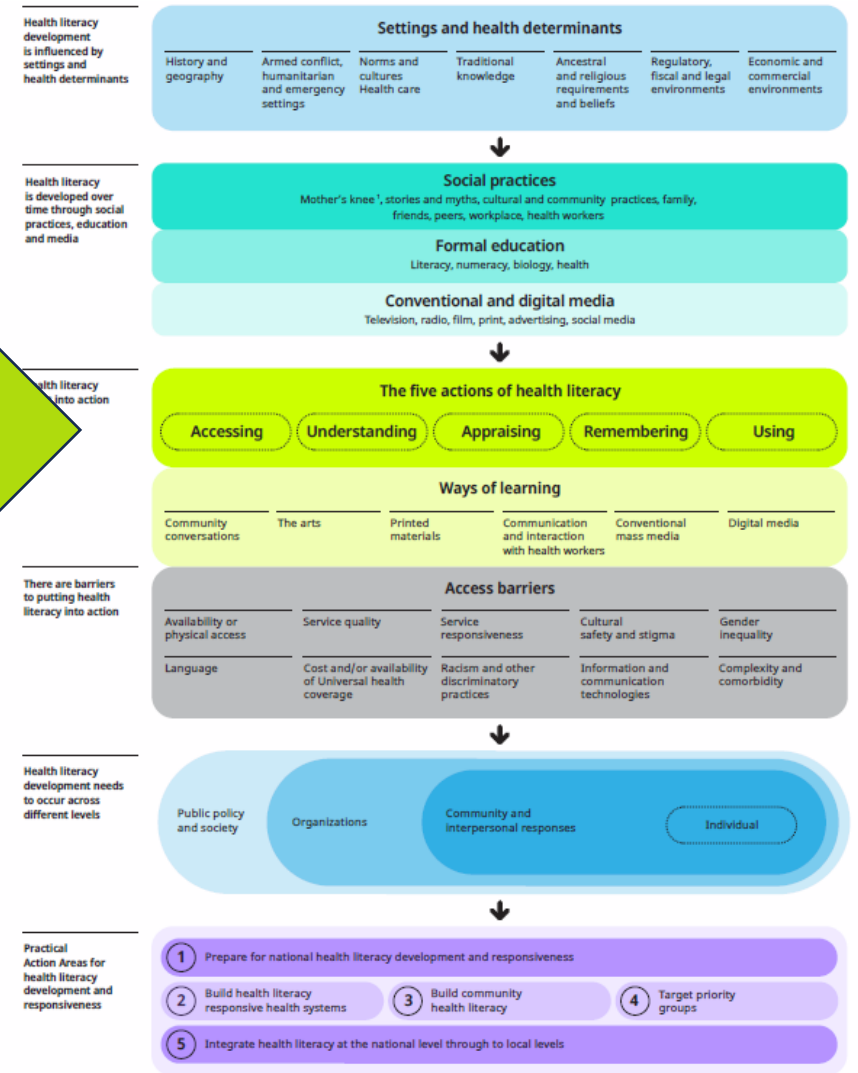 Health literacy
development
is influenced by
settings and
health determinants
Settings and health determinants
History and
geography
Armed conflict,
humanitarian
and emergency
settings
Norms and
cultures
Health care
Traditional
knowledge
Ancestral
and religious
requirements
and beliefs
Regulatory,
fiscal and legal
environments
Economic and
commercial
environments
Health literacy
is developed over
time through social
practices, education
and media
Social practices
Mother's knee¹, stories and myths, cultural and community practices, family,
friends, peers, workplace, health workers
Formal education
Literacy, numeracy, biology, health
Conventional and digital media
Television, radio, film, print, advertising, social media
literacy
into action
The five actions of health literacy
Accessing
Understanding
Appraising
Remembering
Using
Ways of learning
Community
conversations
The arts
Printed
materials
Communication
and interaction
with health workers
Conventional
mass media
Digital media
There are barriers
to putting health
literacy into action
Access barriers
Availability or
physical access
Service quality
Service
responsiveness
Cultural
safety and stigma
Gender
inequality
Language
Cost and/or availability
of Universal health
coverage
Racism and other
discriminatory
practices
Information and
communication
technologies
Complexity and
comorbidity
Health literacy
development needs
to occur across
different levels
Public policy
and society
Organizations
Community and
interpersonal responses
Individual
Practical
Action Areas for
health literacy
development and
responsiveness
1 Prepare for national health literacy development and responsiveness
2 Build health literacy
responsive health systems
3 Build community
health literacy
4 Target priority
groups
5 Integrate health literacy at the national level through to local levels